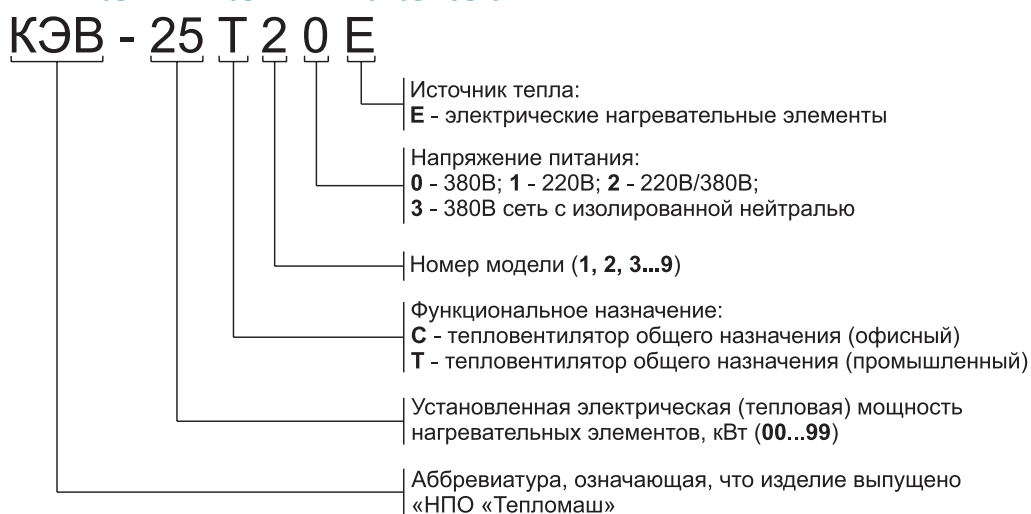 КЭВ - 25 Т 2 0 Е
Источник тепла:
Е - электрические нагревательные элементы
Напряжение питания:
0 - 380В; 1 - 220В; 2 - 220В/380В;
3 - 380В сеть с изолированной нейтралью
Номер модели (1, 2, 3...9)
Функциональное назначение:
С - тепловентилятор общего назначения (офисный)
Т - тепловентилятор общего назначения (промышленный)
Установленная электрическая (тепловая) мощность
нагревательных элементов, кВт (00...99)
Аббревиатура, означающая, что изделие выпущено
«НПО «Тепломаш»